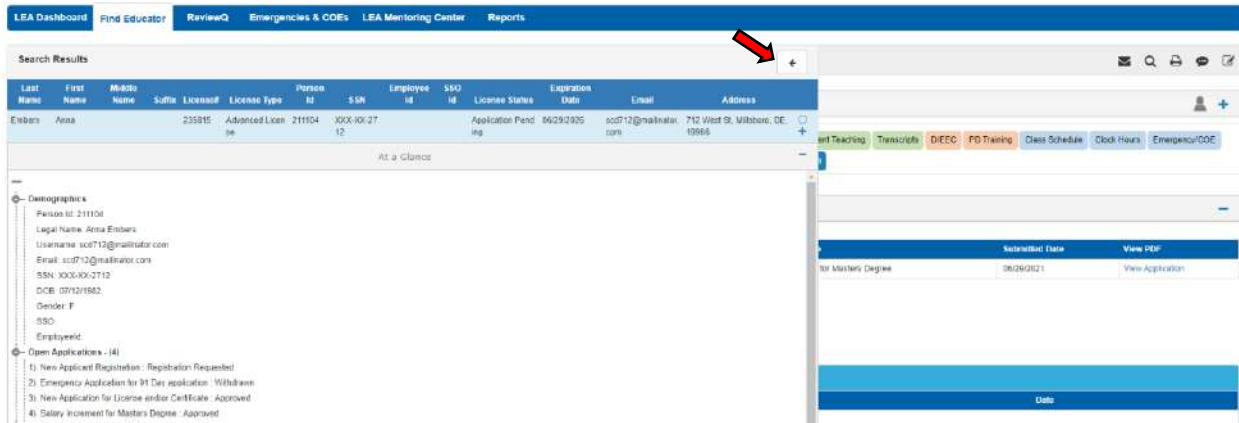 LEA Dashboard Find Educator ReviewQ Emergencies & COEs LEA Mentoring Center Reports
Search Results
Last Name First Name Middle Name Suffix License# License Type Person Id SSN Employee Id SSO Id License Status Expiration Date Email Address
Embers Anna 235815 Advanced License 211104 XXX-XX-2712 Application Pending 06/29/2026 scd712@mailinator.com 712 West St, Millsboro, DE, 19966
At a Glance
ent Teaching Transcripts DIEEC PD Training Class Schedule Clock Hours Emergency/COE
Demographics
Person Id: 211104
Legal Name: Anna Embers
Username: scd712@mailinator.com
Email: scd712@mailinator.com
SSN: XXX-XX-2712
DOB: 07/12/1982
Gender: F
SSO:
EmployeeId:
Submitted Date View PDF
for Masters Degree 06/29/2021 View Application
Open Applications - (4)
1) New Applicant Registration : Registration Requested
2) Emergency Application for 91 Day application : Withdrawn
3) New Application for License and/or Certificate : Approved
4) Salary Increment for Masters Degree : Approved
Date